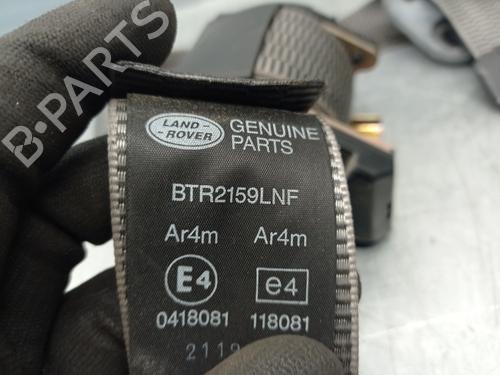 B-PARTS
LAND
ROVER
GENUINE
PARTS
BTR2159LNF
Ar4m Ar4m
E4 e4
0418081 118081